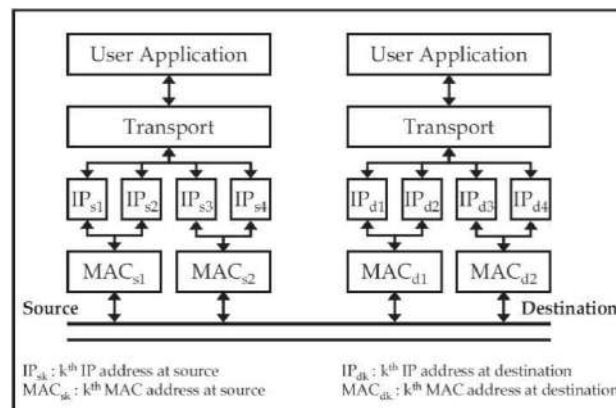 User Application User Application
Transport Transport
IPs1 IPs2 IPs3 IPs4 IPd1 IPd2 IPd3 IPd4
MACs1 MACs2 MACd1 MACd2
Source Destination
IPsk : kth IP address at source IPdk : kth IP address at destination
MACsk : kth MAC address at source MACdk : kth MAC address at destination